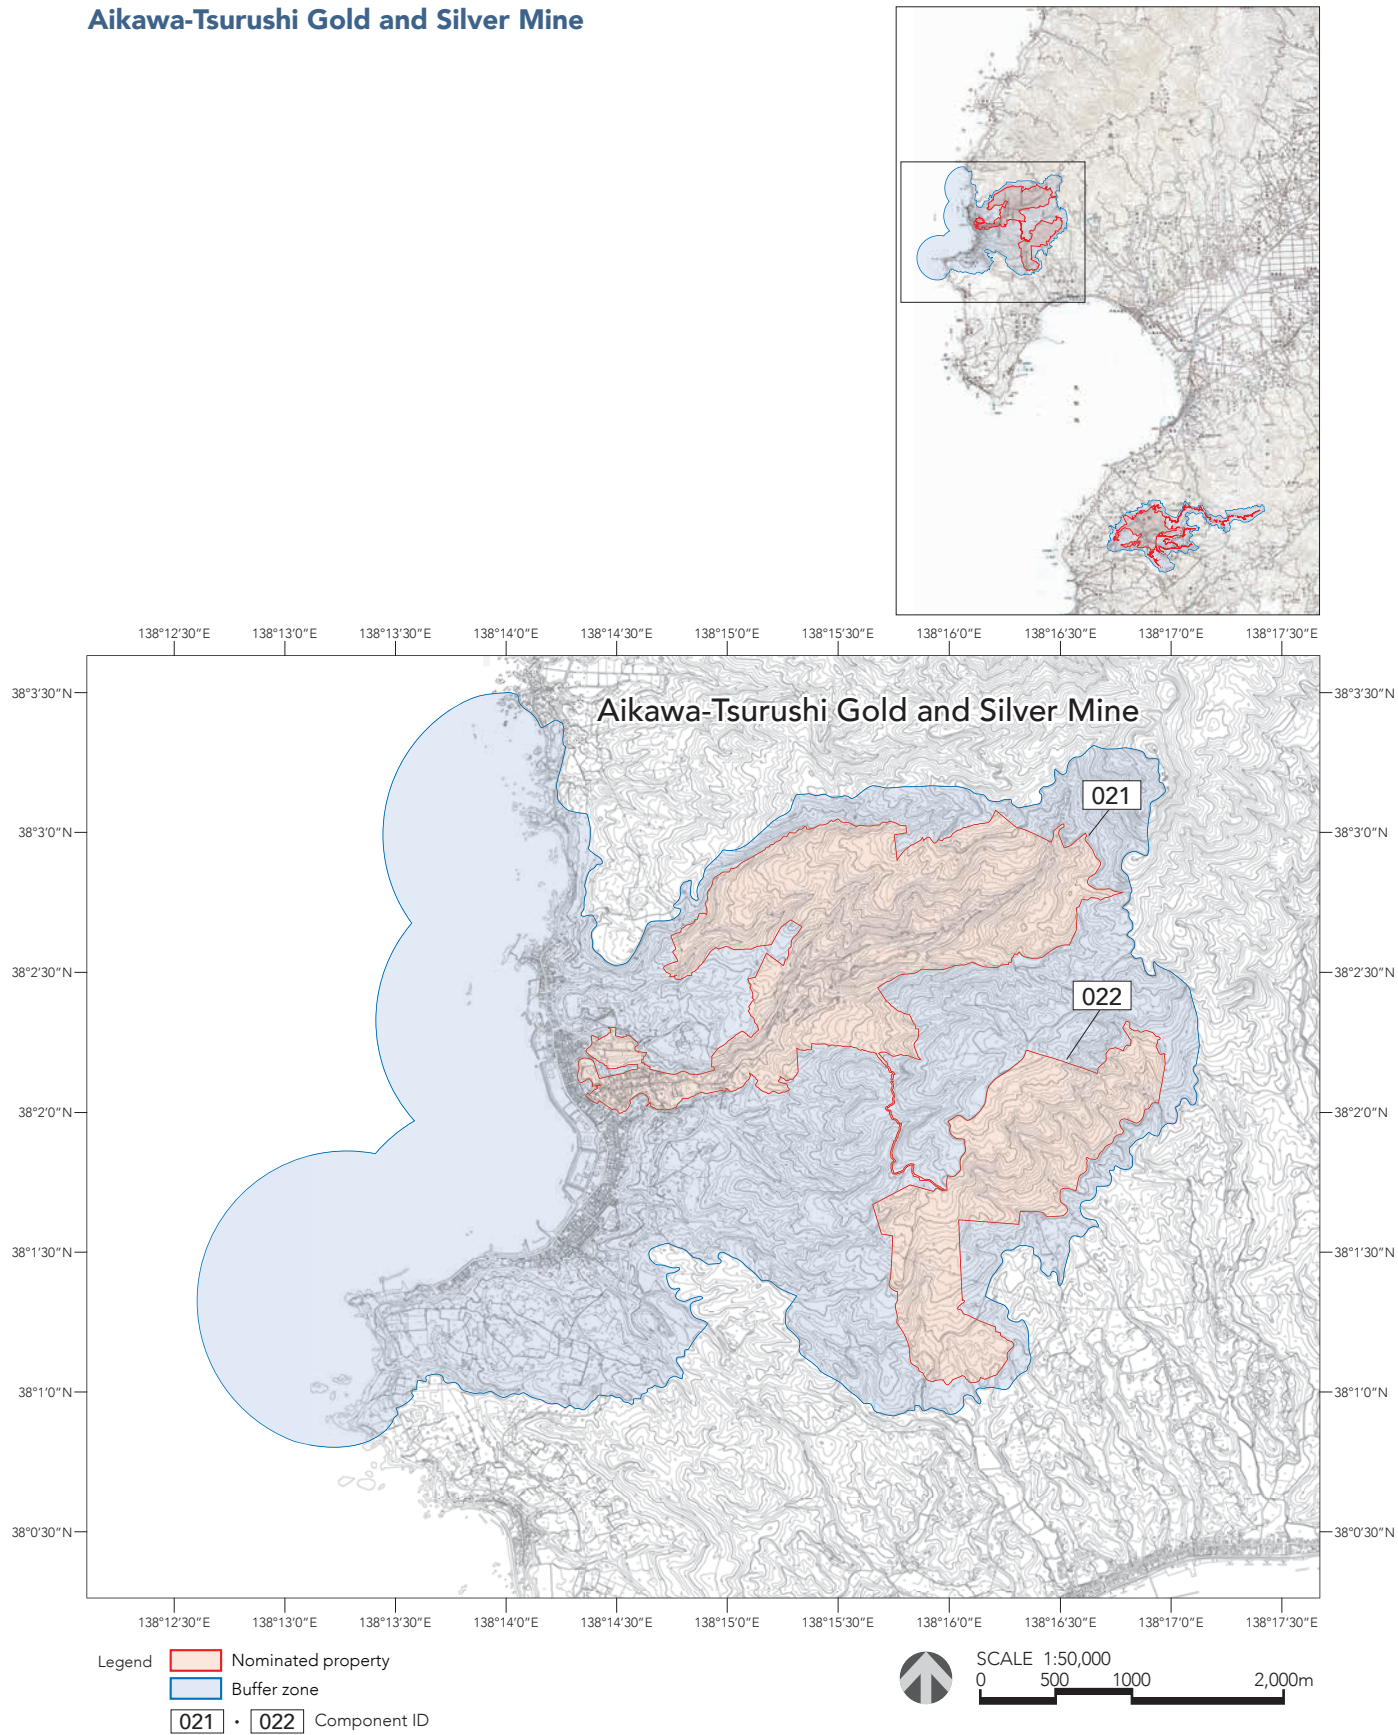 Aikawa-Tsurushi Gold and Silver Mine
138°12'30"E 138°13'0"E 138°13'30"E 138°14'0"E 138°14'30"E 138°15'0"E 138°15'30"E 138°16'0"E 138°16'30"E 138°17'0"E 138°17'30"E
Aikawa-Tsurushi Gold and Silver Mine
38°3'30"N 38°3'30"N
021
38°3'0"N 38°3'0"N
38°2'30"N 38°2'30"N
022
38°2'0"N 38°2'0"N
38°1'30"N 38°1'30"N
38°1'0"N 38°1'0"N
38°0'30"N 38°0'30"N
138°12'30"E 138°13'0"E 138°13'30"E 138°14'0"E 138°14'30"E 138°15'0"E 138°15'30"E 138°16'0"E 138°16'30"E 138°17'0"E 138°17'30"E
Legend
Nominated property
Buffer zone
021 · 022 Component ID
SCALE 1:50,000
0 500 1000 2,000m